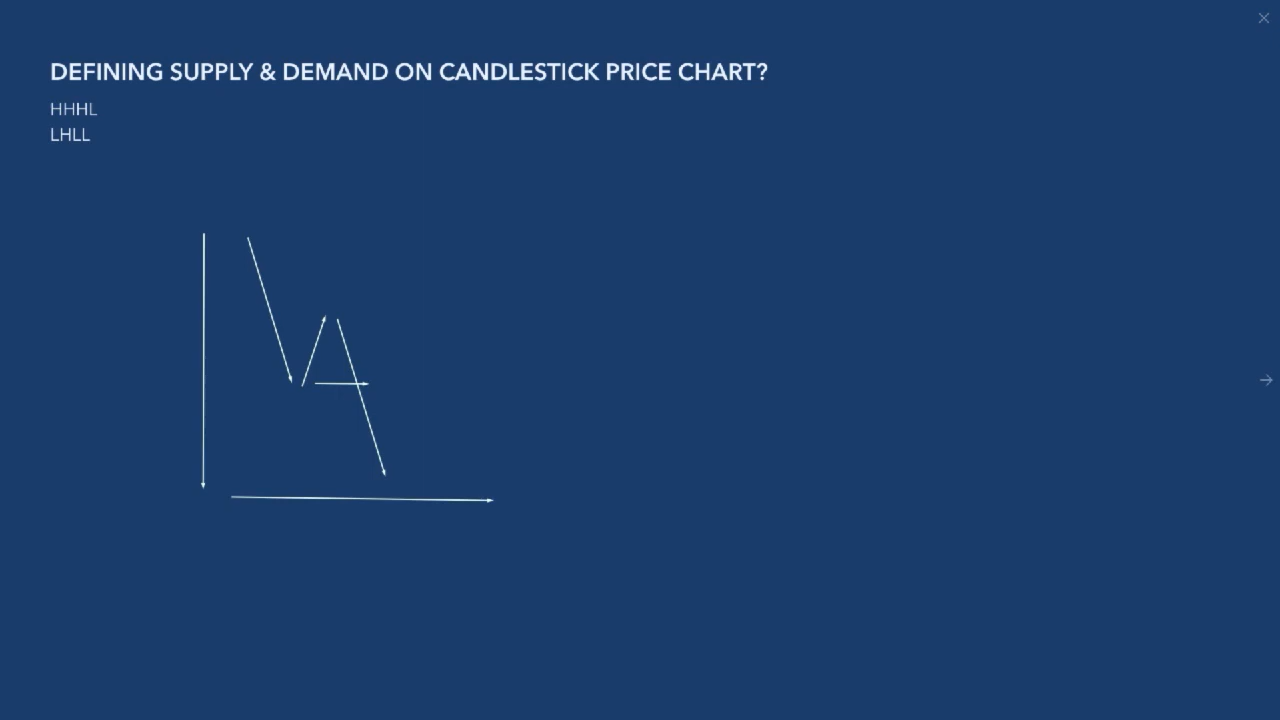 DEFINING SUPPLY & DEMAND ON CANDLESTICK PRICE CHART?
HHHL
LHLL